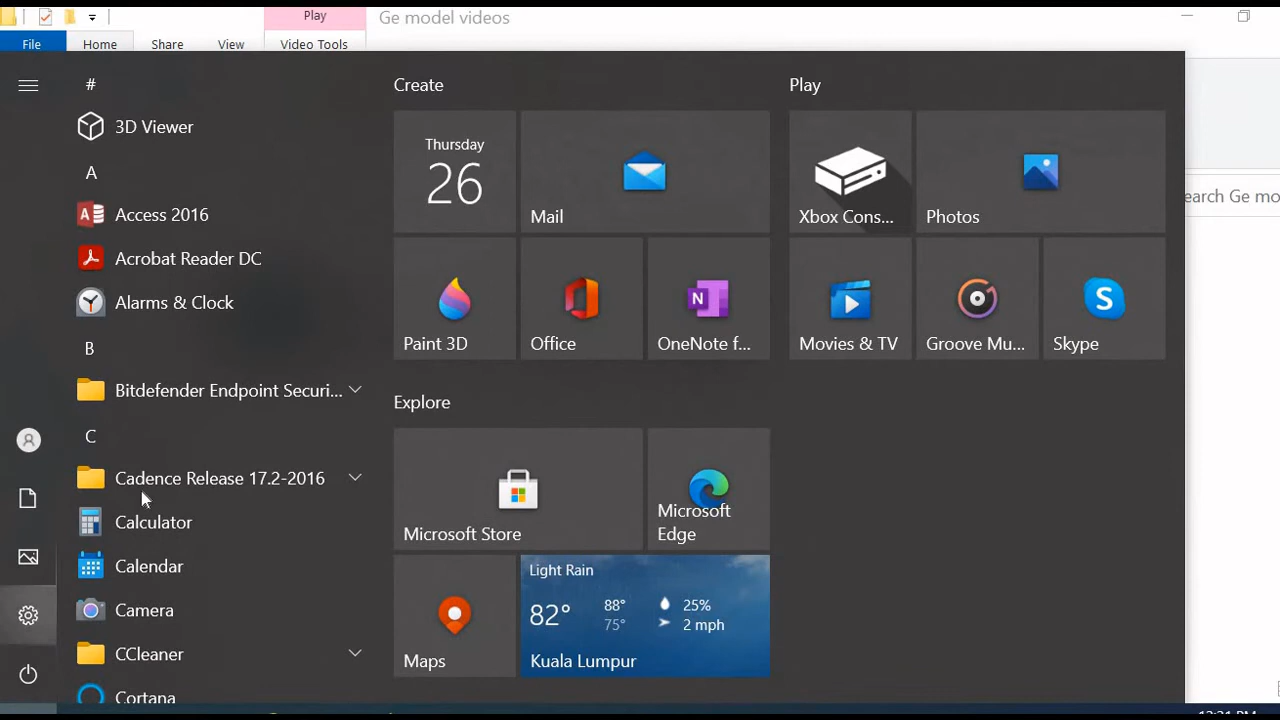 Play
Ge model videos
File
Home
Share
View
Video Tools
#
3D Viewer
A
Access 2016
Acrobat Reader DC
Alarms & Clock
B
Bitdefender Endpoint Securi...
C
Cadence Release 17.2-2016
Calculator
Calendar
Camera
CCleaner
Cortana
Create
Thursday
26
Mail
Paint 3D
Office
OneNote f...
Explore
Microsoft Store
Microsoft
Edge
Maps
Light Rain
82°
88°
75°
25%
2 mph
Kuala Lumpur
Play
Xbox Cons...
Photos
Movies & TV
Groove Mu...
Skype
earch Ge mo